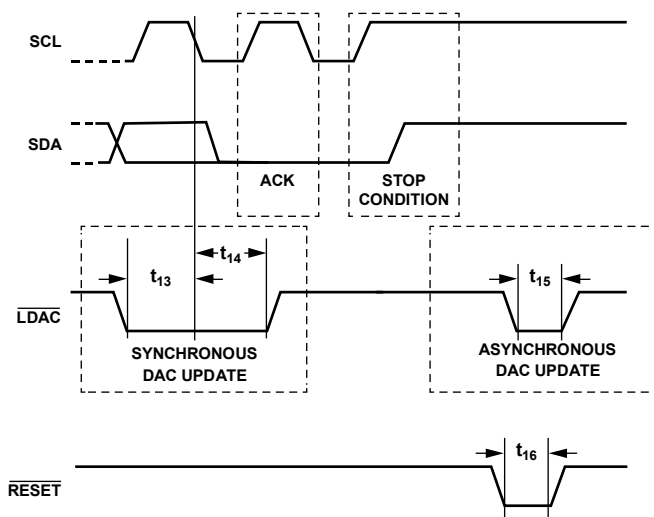 SCL
SDA
ACK
STOP
CONDITION
t13
t14
t15
LDAC
SYNCHRONOUS
DAC UPDATE
ASYNCHRONOUS
DAC UPDATE
t16
RESET